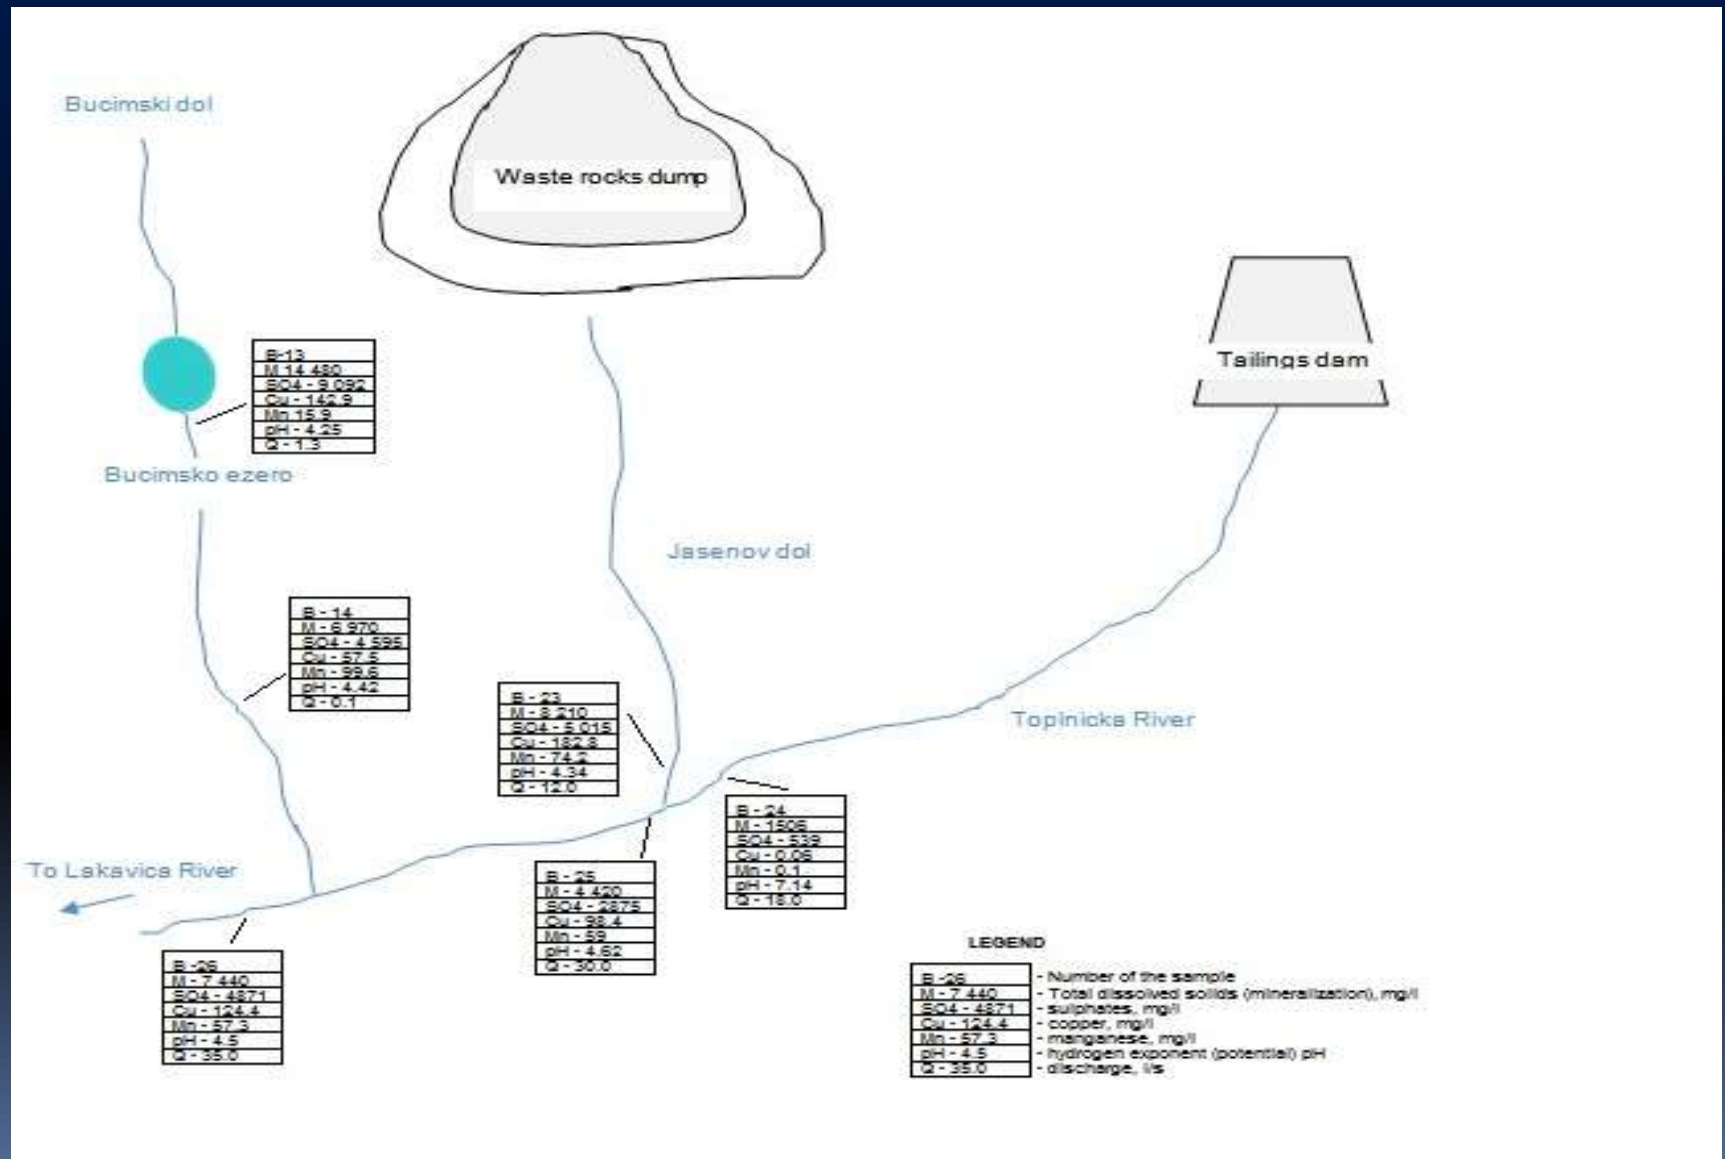 Bucimski dol
Waste rocks dump
Tailings dam
B-13
M 14 480
SO4 - 9 092
Cu - 142.9
Mn 15.9
pH - 4.25
Q - 1.3
Bucimsko ezero
Jasenov dol
B - 14
M - 6 970
SO4 - 4 595
Cu - 57.5
Mn - 99.6
pH - 4.42
Q - 0.1
B - 23
M - 8 210
SO4 - 5 015
Cu - 182.8
Mn - 74.2
pH - 4.34
Q - 12.0
Toplnicka River
B - 24
M - 1506
SO4 - 539
Cu - 0.06
Mn - 0.1
pH - 7.14
Q - 18.0
To Lakavica River
B - 25
M - 4 420
SO4 - 2875
Cu - 98.4
Mn - 59
pH - 4.62
Q - 30.0
B -26
M - 7 440
SO4 - 4871
Cu - 124.4
Mn - 57.3
pH - 4.5
Q - 35.0
LEGEND
B -26 - Number of the sample
M - 7 440 - Total dissolved solids (mineralization), mg/l
SO4 - 4871 - sulphates, mg/l
Cu - 124.4 - copper, mg/l
Mn - 57.3 - manganese, mg/l
pH - 4.5 - hydrogen exponent (potential) pH
Q - 35.0 - discharge, l/s